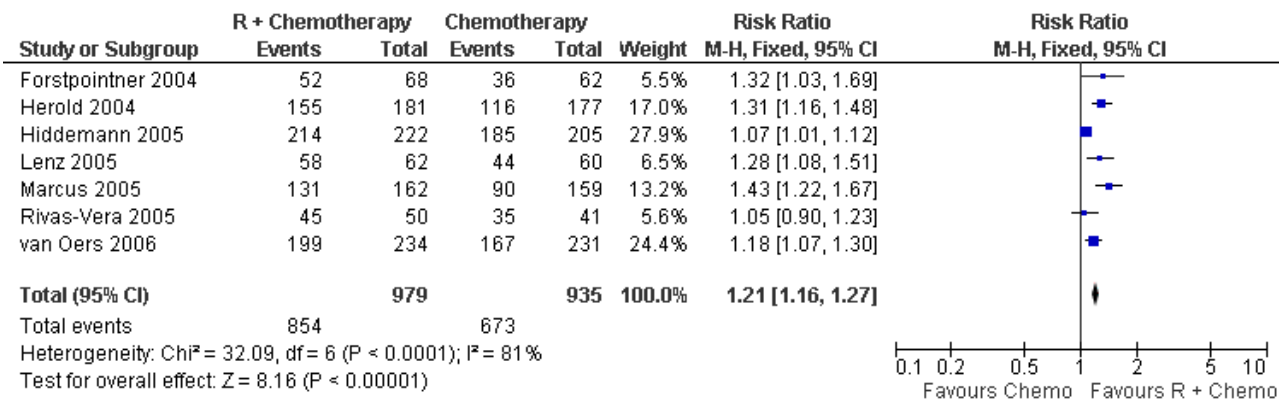 R + Chemotherapy Chemotherapy Risk Ratio Risk Ratio
Study or Subgroup Events Total Events Total Weight M-H, Fixed, 95% CI M-H, Fixed, 95% CI
Forstpointner 2004 52 68 36 62 5.5% 1.32 [1.03, 1.69]
Herold 2004 155 181 116 177 17.0% 1.31 [1.16, 1.48]
Hiddemann 2005 214 222 185 205 27.9% 1.07 [1.01, 1.12]
Lenz 2005 58 62 44 60 6.5% 1.28 [1.08, 1.51]
Marcus 2005 131 162 90 159 13.2% 1.43 [1.22, 1.67]
Rivas-Vera 2005 45 50 35 41 5.6% 1.05 [0.90, 1.23]
van Oers 2006 199 234 167 231 24.4% 1.18 [1.07, 1.30]
Total (95% CI) 979 935 100.0% 1.21 [1.16, 1.27]
Total events 854 673
Heterogeneity: Chi² = 32.09, df = 6 (P < 0.0001); I² = 81%
Test for overall effect: Z = 8.16 (P < 0.00001)
0.1 0.2 0.5 1 2 5 10
Favours Chemo Favours R + Chemo